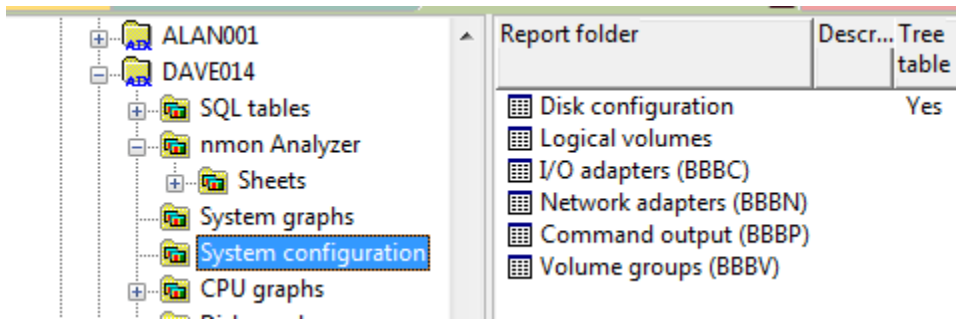 ALAN001
DAVE014
SQL tables
nmon Analyzer
Sheets
System graphs
System configuration
CPU graphs
Report folder Descr... Tree table
Disk configuration Yes
Logical volumes
I/O adapters (BBBC)
Network adapters (BBBN)
Command output (BBBP)
Volume groups (BBBV)